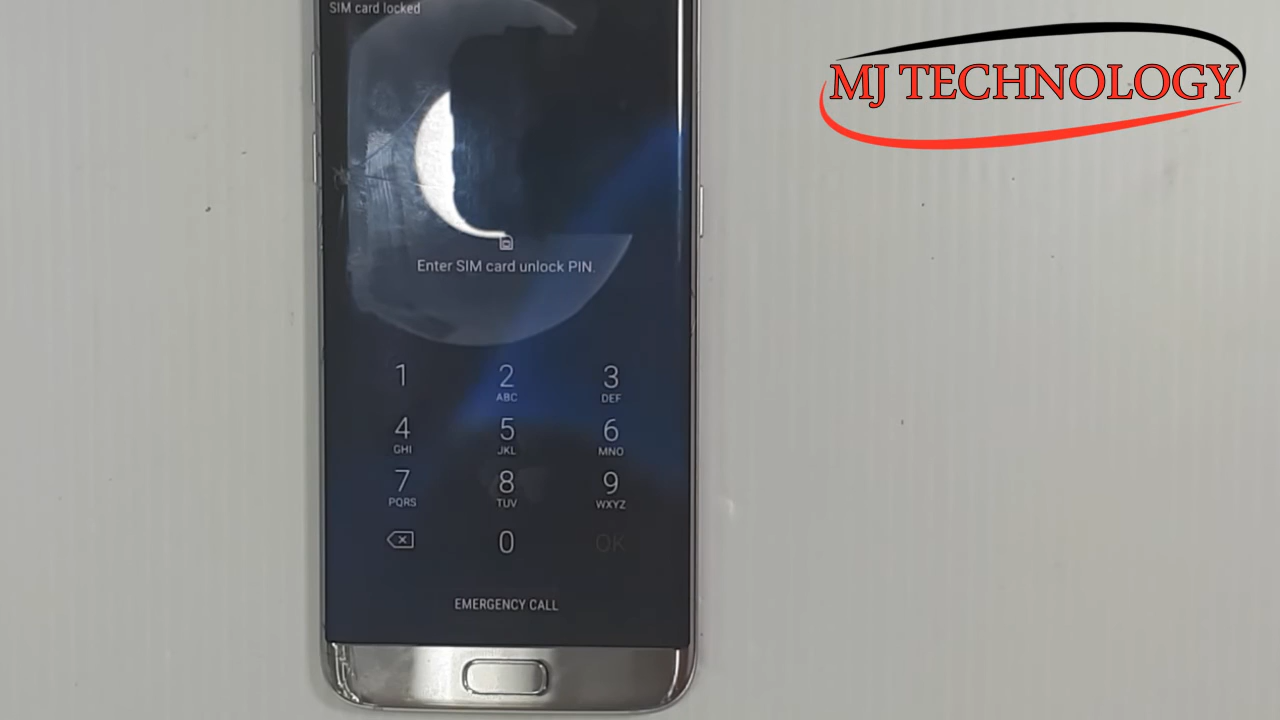 SIM card locked
MJ TECHNOLOGY
Enter SIM card unlock PIN.
1 2 3
ABC DEF
4 5 6
GHI JKL MNO
7 8 9
PQRS TUV WXYZ
0 OK
EMERGENCY CALL